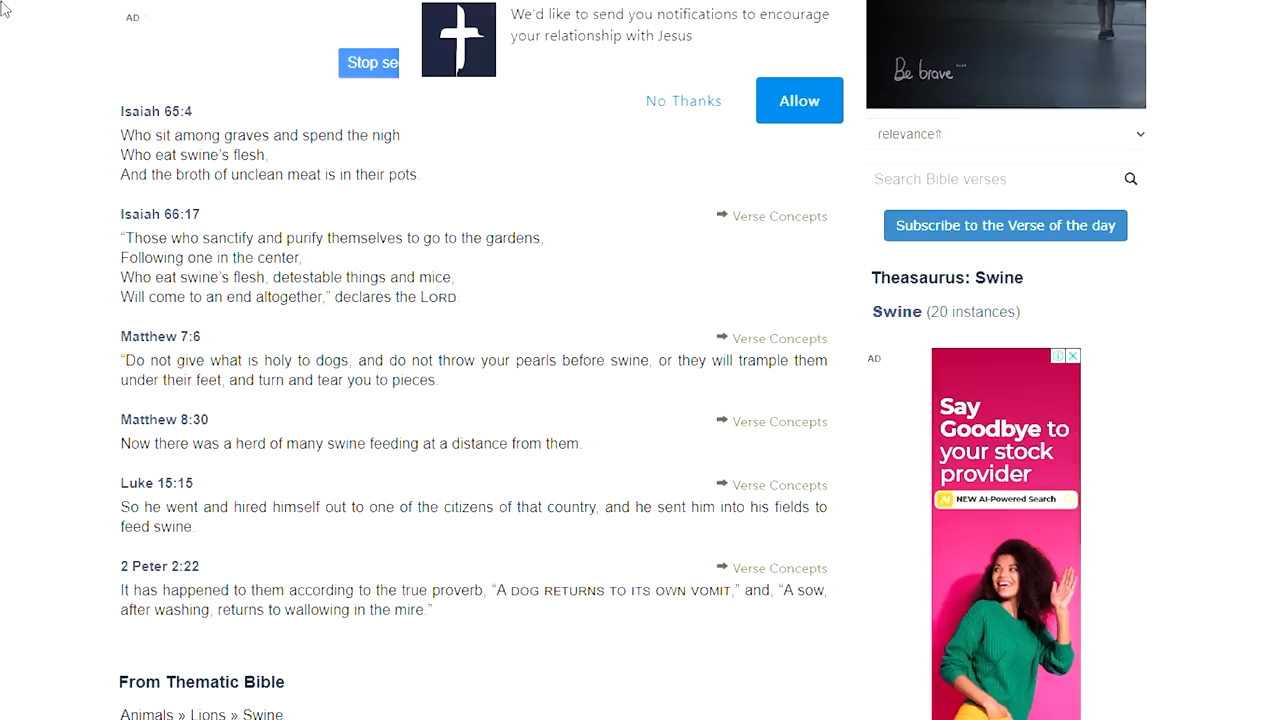 AD
We'd like to send you notifications to encourage
your relationship with Jesus
Stop se
No Thanks
Allow
Isaiah 65:4
Who sit among graves and spend the nigh
Who eat swine's flesh,
And the broth of unclean meat is in their pots.
Isaiah 66:17
Verse Concepts
“Those who sanctify and purify themselves to go to the gardens,
Following one in the center,
Who eat swine's flesh, detestable things and mice,
Will come to an end altogether,” declares the LORD.
Matthew 7:6
Verse Concepts
“Do not give what is holy to dogs, and do not throw your pearls before swine, or they will trample them
under their feet, and turn and tear you to pieces.
Matthew 8:30
Verse Concepts
Now there was a herd of many swine feeding at a distance from them.
Luke 15:15
Verse Concepts
So he went and hired himself out to one of the citizens of that country, and he sent him into his fields to
feed swine.
2 Peter 2:22
Verse Concepts
It has happened to them according to the true proverb, “A DOG RETURNS TO ITS OWN VOMIT,” and, “A sow,
after washing, returns to wallowing in the mire.”
From Thematic Bible
Animals » Lions » Swine
Be brave
relevance⇑
Search Bible verses
Subscribe to the Verse of the day
Theasaurus: Swine
Swine (20 instances)
AD
Say
Goodbye to
your stock
provider
AI NEW AI-Powered Search